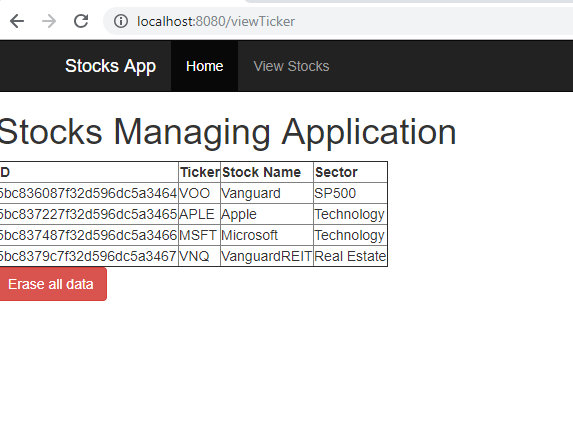 localhost:8080/viewTicker
Stocks App Home View Stocks
Stocks Managing Application
ID Ticker Stock Name Sector
5bc836087f32d596dc5a3464 VOO Vanguard SP500
5bc837227f32d596dc5a3465 APLE Apple Technology
5bc837487f32d596dc5a3466 MSFT Microsoft Technology
5bc8379c7f32d596dc5a3467 VNQ VanguardREIT Real Estate
Erase all data